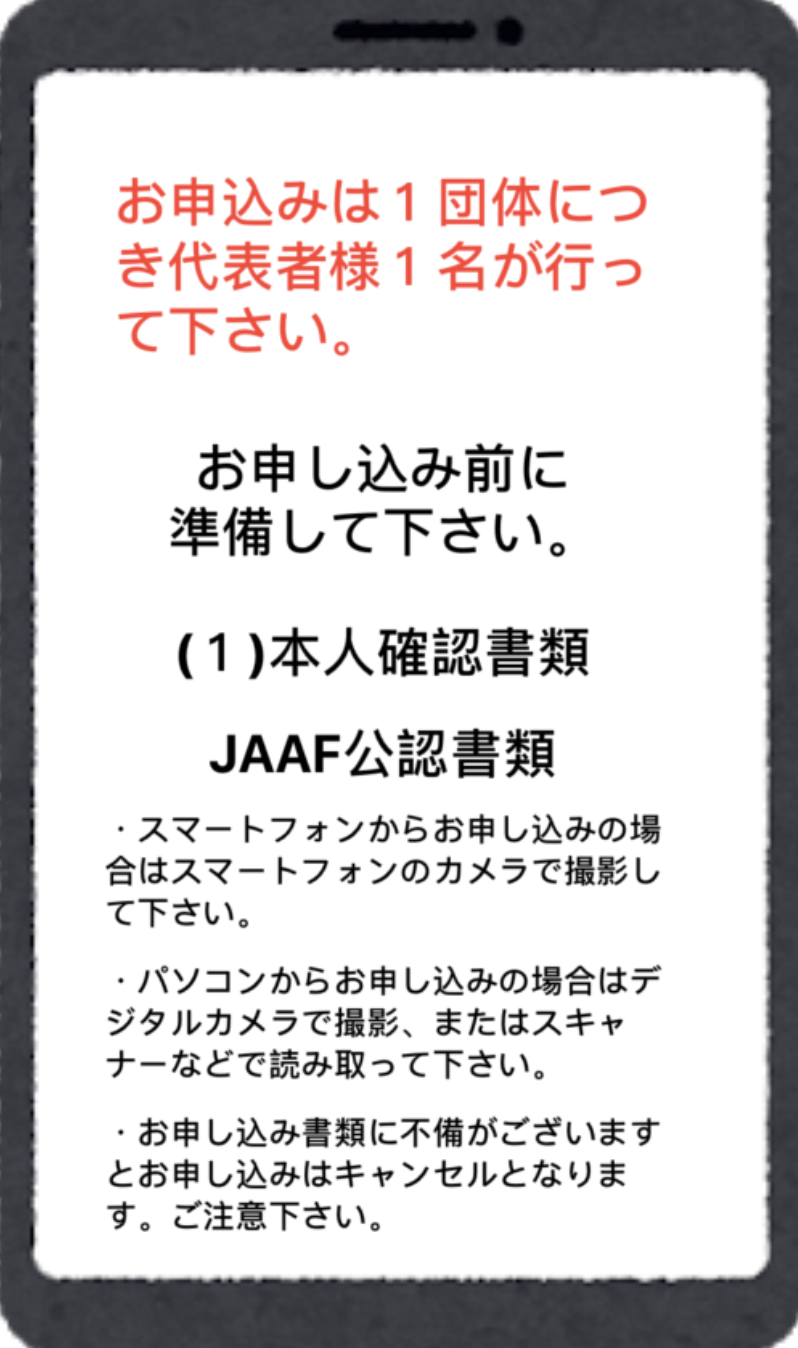 お申込みは１団体につ
き代表者様１名が行っ
て下さい。
お申し込み前に
準備して下さい。
(１)本人確認書類
JAAF公認書類
・スマートフォンからお申し込みの場
合はスマートフォンのカメラで撮影し
て下さい。
・パソコンからお申し込みの場合はデ
ジタルカメラで撮影、またはスキャ
ナーなどで読み取って下さい。
・お申し込み書類に不備がございます
とお申し込みはキャンセルとなりま
す。ご注意下さい。